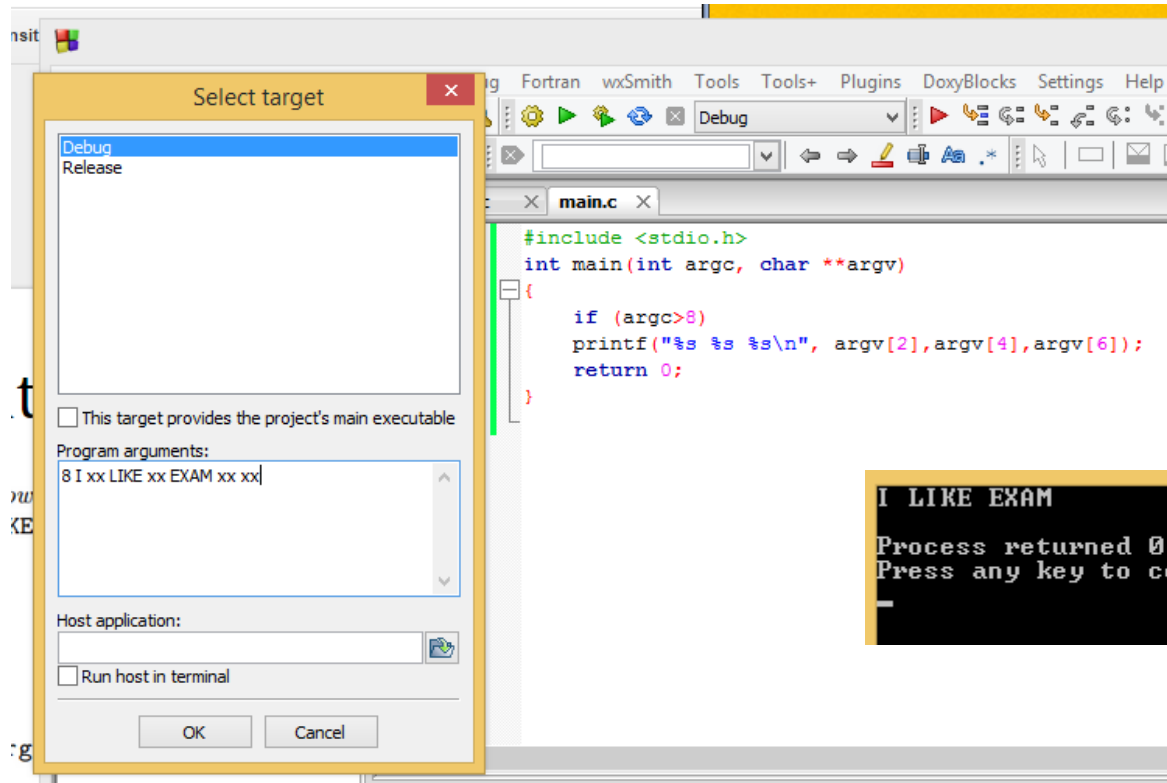 nsit
Select target
Debug
Release
This target provides the project's main executable
Program arguments:
8 I xx LIKE xx EXAM xx xx
Host application:
Run host in terminal
OK Cancel
Fortran wxSmith Tools Tools+ Plugins DoxyBlocks Settings Help
Debug
main.c
#include <stdio.h>
int main(int argc, char **argv)
{
if (argc>8)
printf("%s %s %s\n", argv[2],argv[4],argv[6]);
return 0;
}
I LIKE EXAM
Process returned 0
Press any key to c